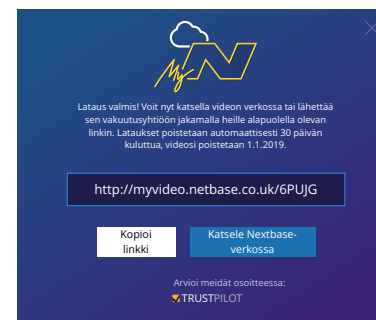 My N
Lataus valmis! Voit nyt katsella videon verkossa tai lähettää
sen vakuutusyhtiöön jakamalla heille alapuolella olevan
linkin. Lataukset poistetaan automaattisesti 30 päivän
kuluttua, videosi poistetaan 1.1.2019.
http://myvideo.netbase.co.uk/6PUJG
Kopioi
linkki
Katsele Nextbase-
verkossa
Arvioi meidät osoitteessa:
TRUSTPILOT